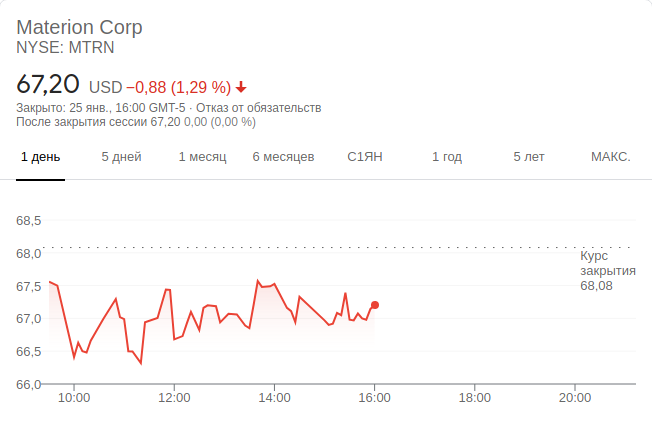 Materion Corp
NYSE: MTRN
67,20 USD −0,88 (1,29 %)
Закрыто: 25 янв., 16:00 GMT-5 · Отказ от обязательств
После закрытия сессии 67,20 0,00 (0,00 %)
1 день 5 дней 1 месяц 6 месяцев С1ЯН 1 год 5 лет МАКС.
68,5
68,0
Курс
закрытия
68,08
67,5
67,0
66,5
66,0
10:00 12:00 14:00 16:00 18:00 20:00